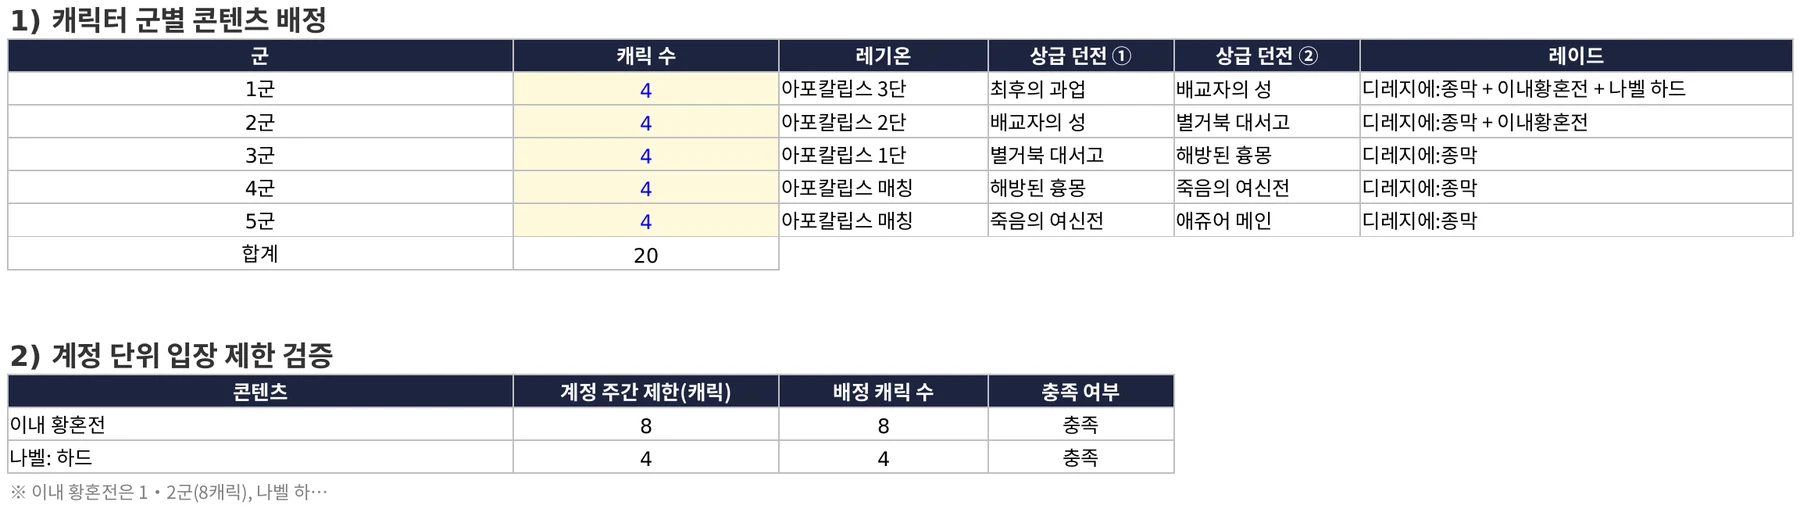 1) 캐릭터 군별 콘텐츠 배정
군 캐릭 수 레기온 상급 던전 ① 상급 던전 ② 레이드
1군 4 아포칼립스 3단 최후의 과업 배교자의 성 디레지에:종막 + 이내황혼전 + 나벨 하드
2군 4 아포칼립스 2단 배교자의 성 별거북 대서고 디레지에:종막 + 이내황혼전
3군 4 아포칼립스 1단 별거북 대서고 해방된 흉몽 디레지에:종막
4군 4 아포칼립스 매칭 해방된 흉몽 죽음의 여신전 디레지에:종막
5군 4 아포칼립스 매칭 죽음의 여신전 애쥬어 메인 디레지에:종막
합계 20
2) 계정 단위 입장 제한 검증
콘텐츠 계정 주간 제한(캐릭) 배정 캐릭 수 충족 여부
이내 황혼전 8 8 충족
나벨: 하드 4 4 충족
※ 이내 황혼전은 1・2군(8캐릭), 나벨 하…